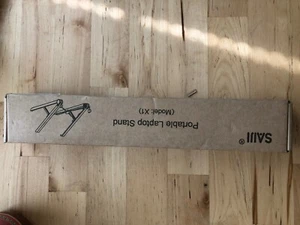 SAIJI®
Portable Laptop Stand
(Model: X1)